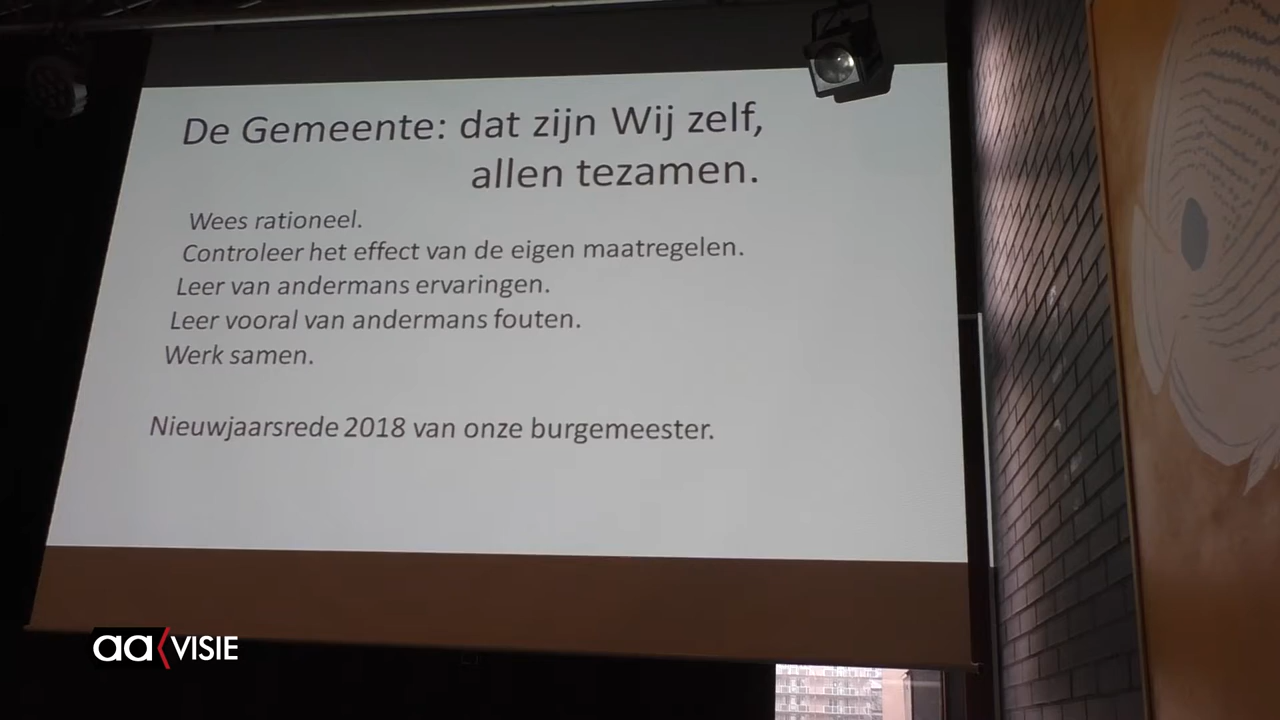 De Gemeente: dat zijn Wij zelf,
allen tezamen.
Wees rationeel.
Controleer het effect van de eigen maatregelen.
Leer van andermans ervaringen.
Leer vooral van andermans fouten.
Werk samen.
Nieuwjaarsrede 2018 van onze burgemeester.
aa VISIE